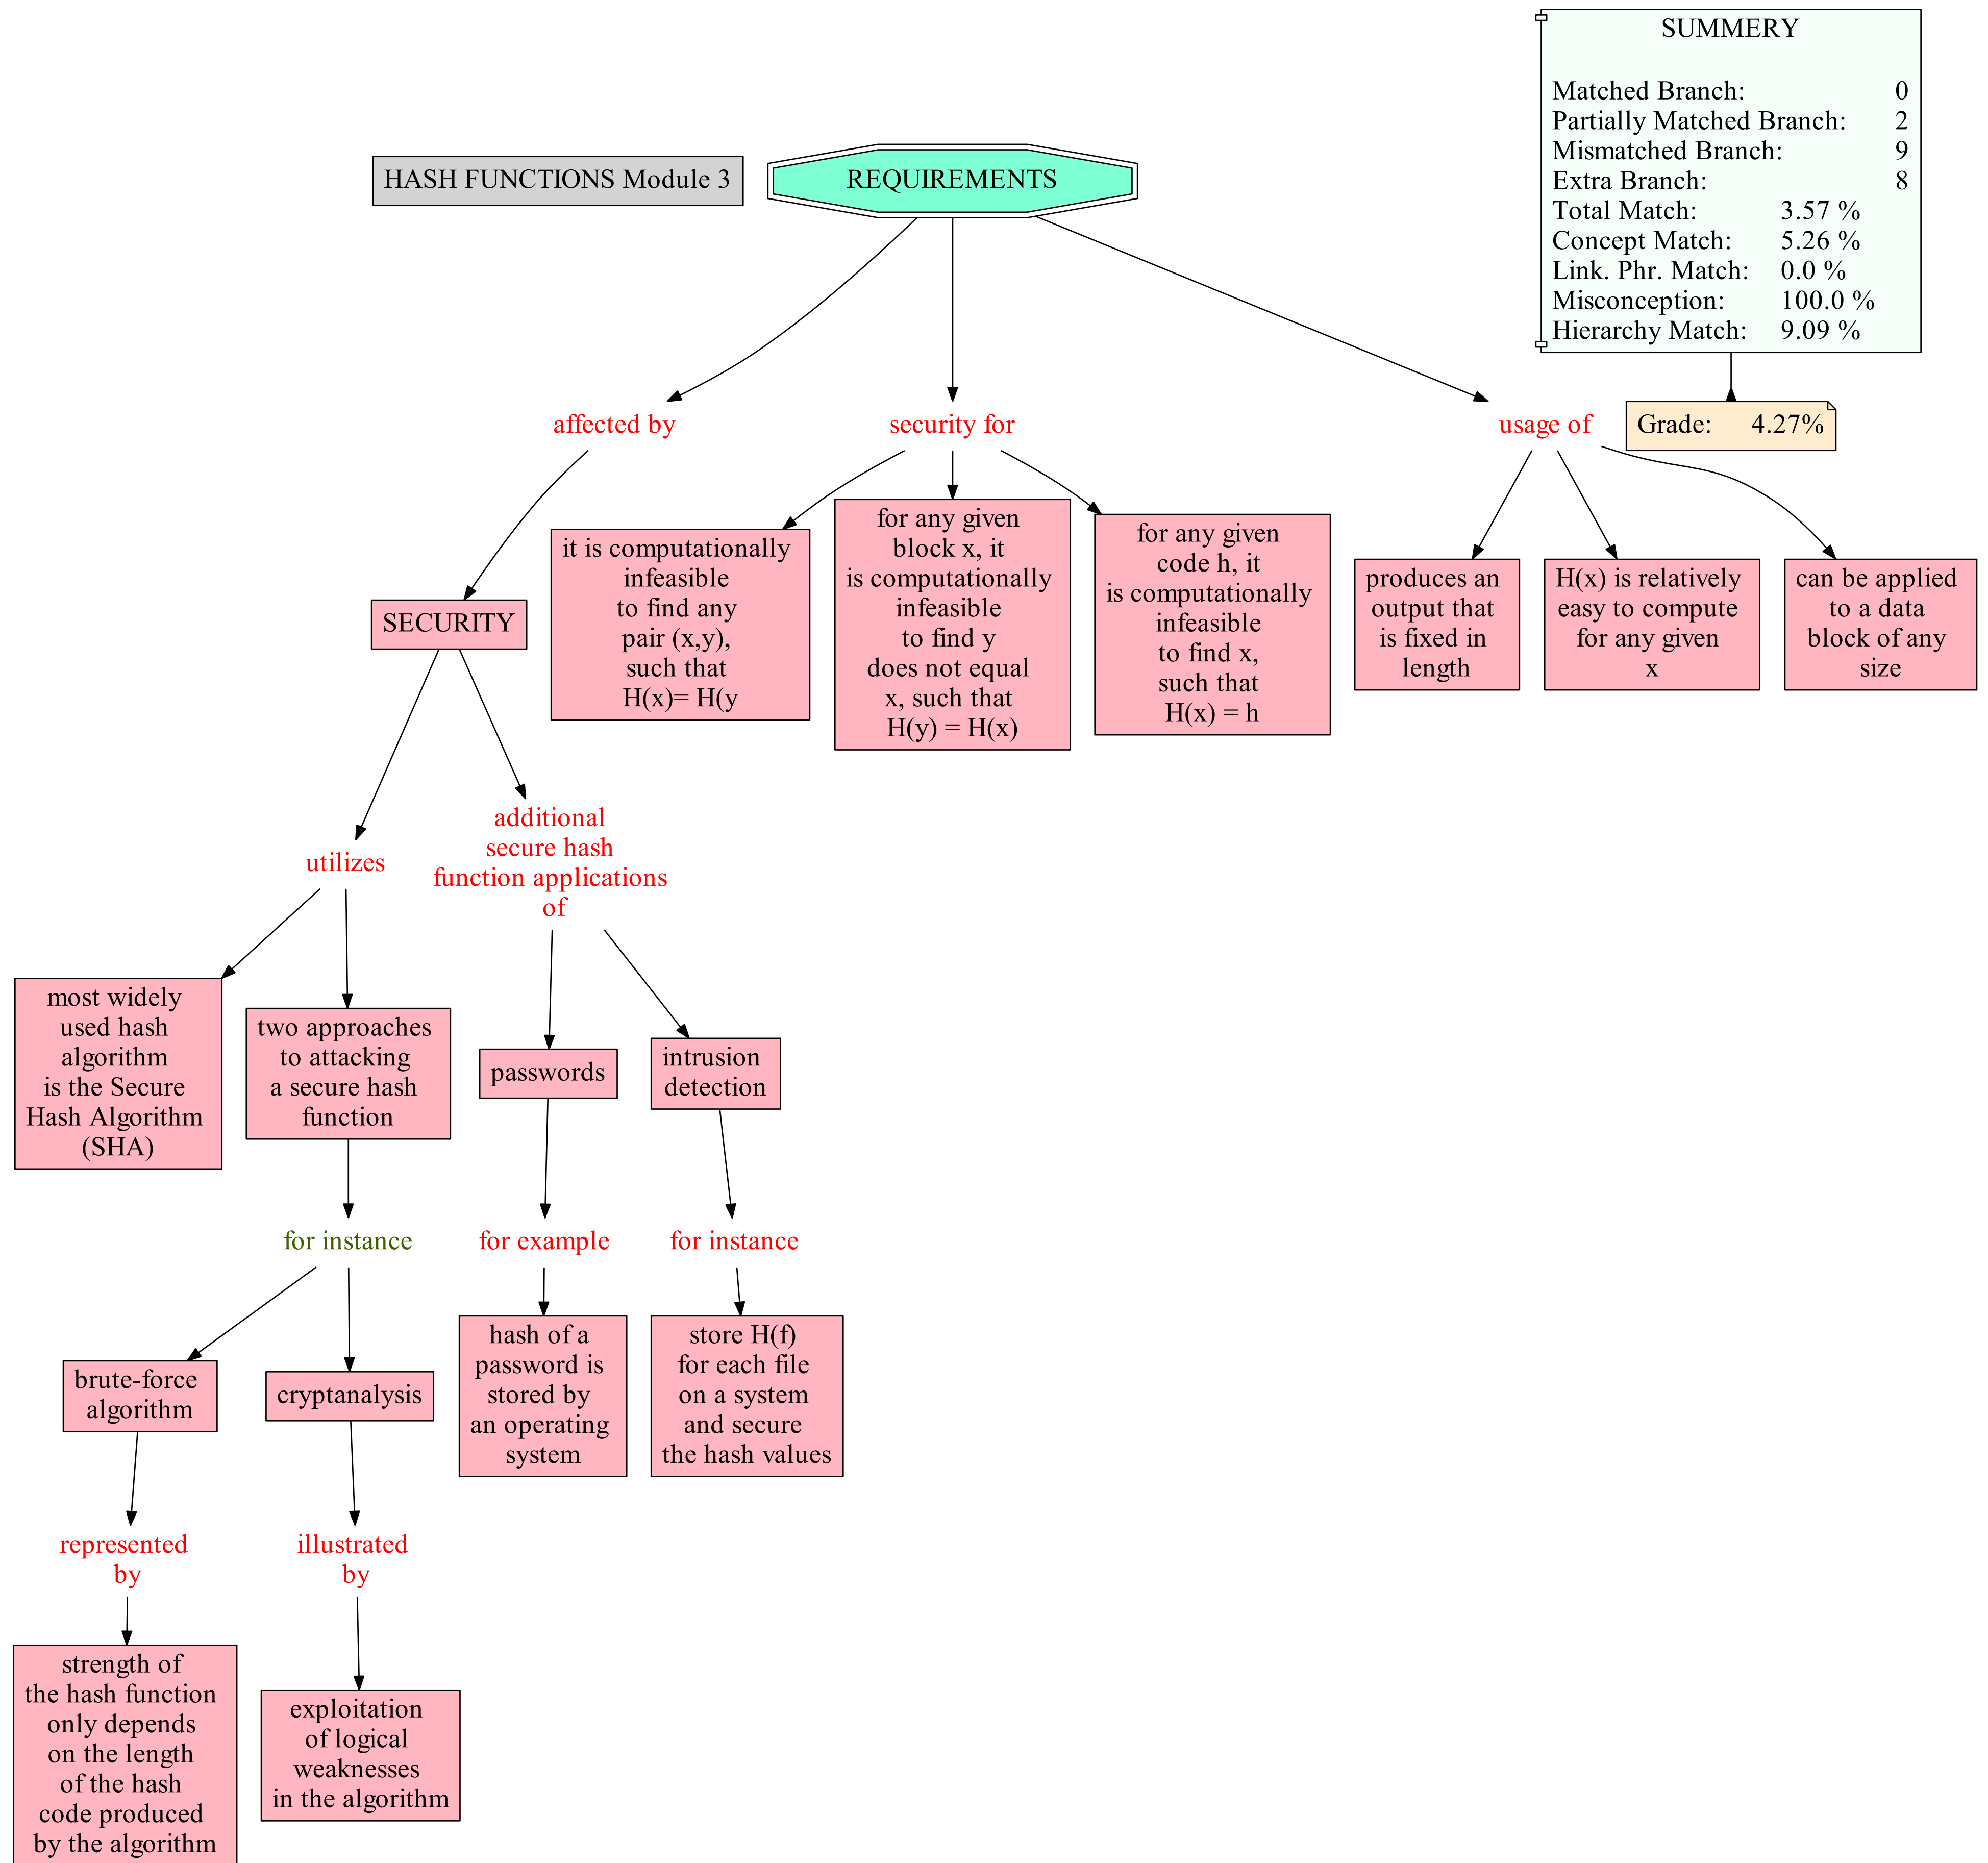 SUMMERY
Matched Branch: 0
Partially Matched Branch: 2
Mismatched Branch: 9
Extra Branch: 8
Total Match: 3.57 %
Concept Match: 5.26 %
Link. Phr. Match: 0.0 %
Misconception: 100.0 %
Hierarchy Match: 9.09 %
HASH FUNCTIONS Module 3
REQUIREMENTS
affected by
security for
usage of
Grade: 4.27%
SECURITY
it is computationally
infeasible
to find any
pair (x,y),
such that
H(x)= H(y
for any given
block x, it
is computationally
infeasible
to find y
does not equal
x, such that
H(y) = H(x)
for any given
code h, it
is computationally
infeasible
to find x,
such that
H(x) = h
produces an
output that
is fixed in
length
H(x) is relatively
easy to compute
for any given
x
can be applied
to a data
block of any
size
utilizes
additional
secure hash
function applications
of
most widely
used hash
algorithm
is the Secure
Hash Algorithm
(SHA)
two approaches
to attacking
a secure hash
function
passwords
intrusion
detection
for instance
for example
for instance
brute-force
algorithm
cryptanalysis
hash of a
password is
stored by
an operating
system
store H(f)
for each file
on a system
and secure
the hash values
represented
by
illustrated
by
strength of
the hash function
only depends
on the length
of the hash
code produced
by the algorithm
exploitation
of logical
weaknesses
in the algorithm